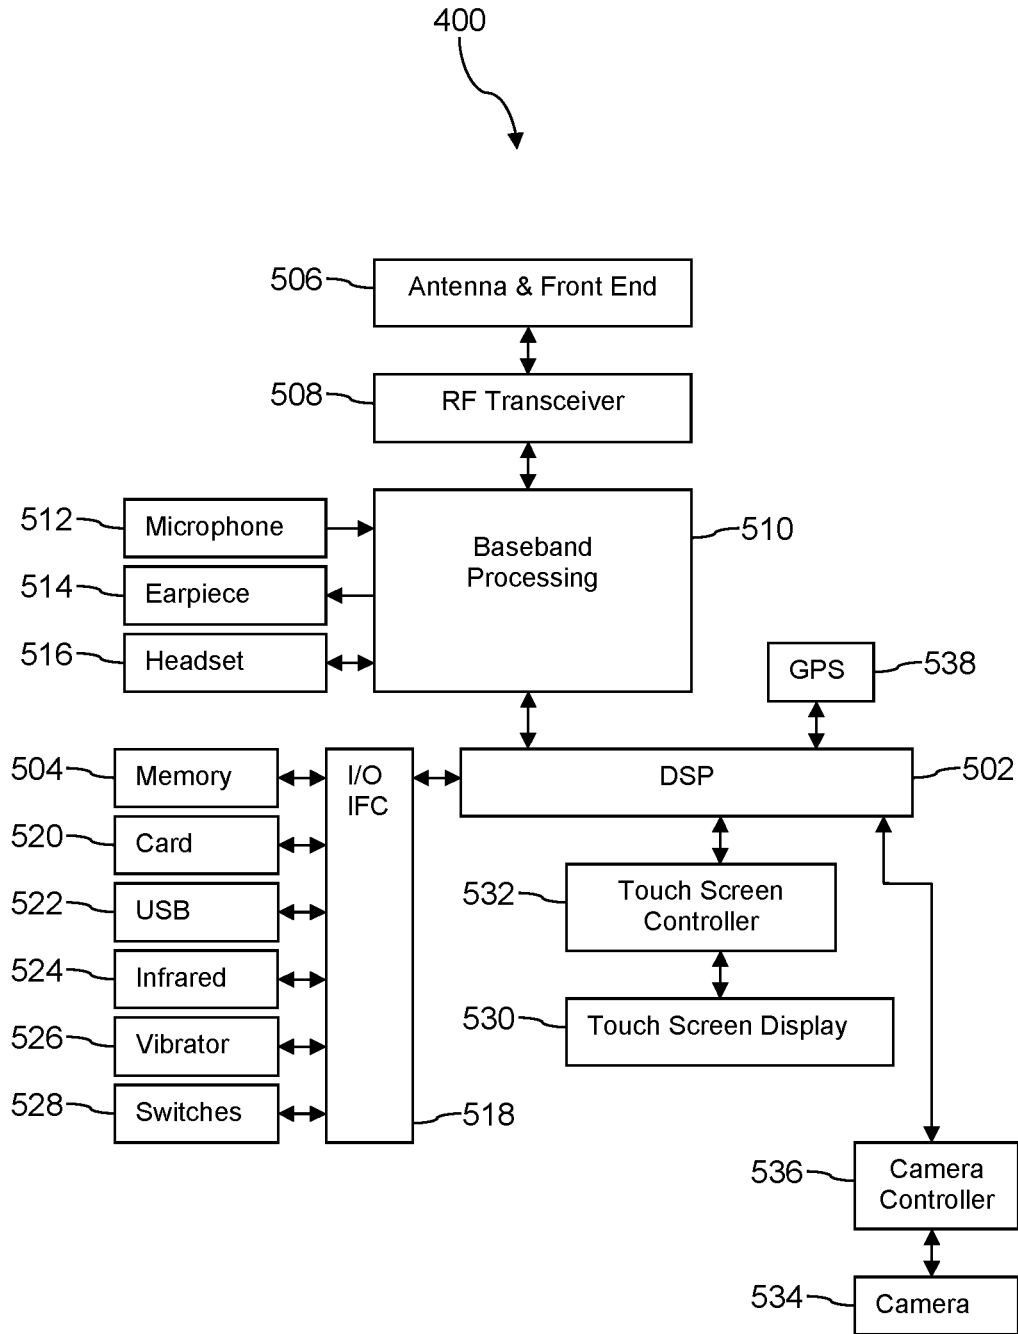 400
506
Antenna & Front End
508
RF Transceiver
512
Microphone
Baseband
Processing
510
514
Earpiece
516
Headset
GPS
538
504
Memory
I/O
IFC
DSP
502
520
Card
522
USB
532
Touch Screen
Controller
524
Infrared
530
Touch Screen Display
526
Vibrator
528
Switches
518
536
Camera
Controller
534
Camera